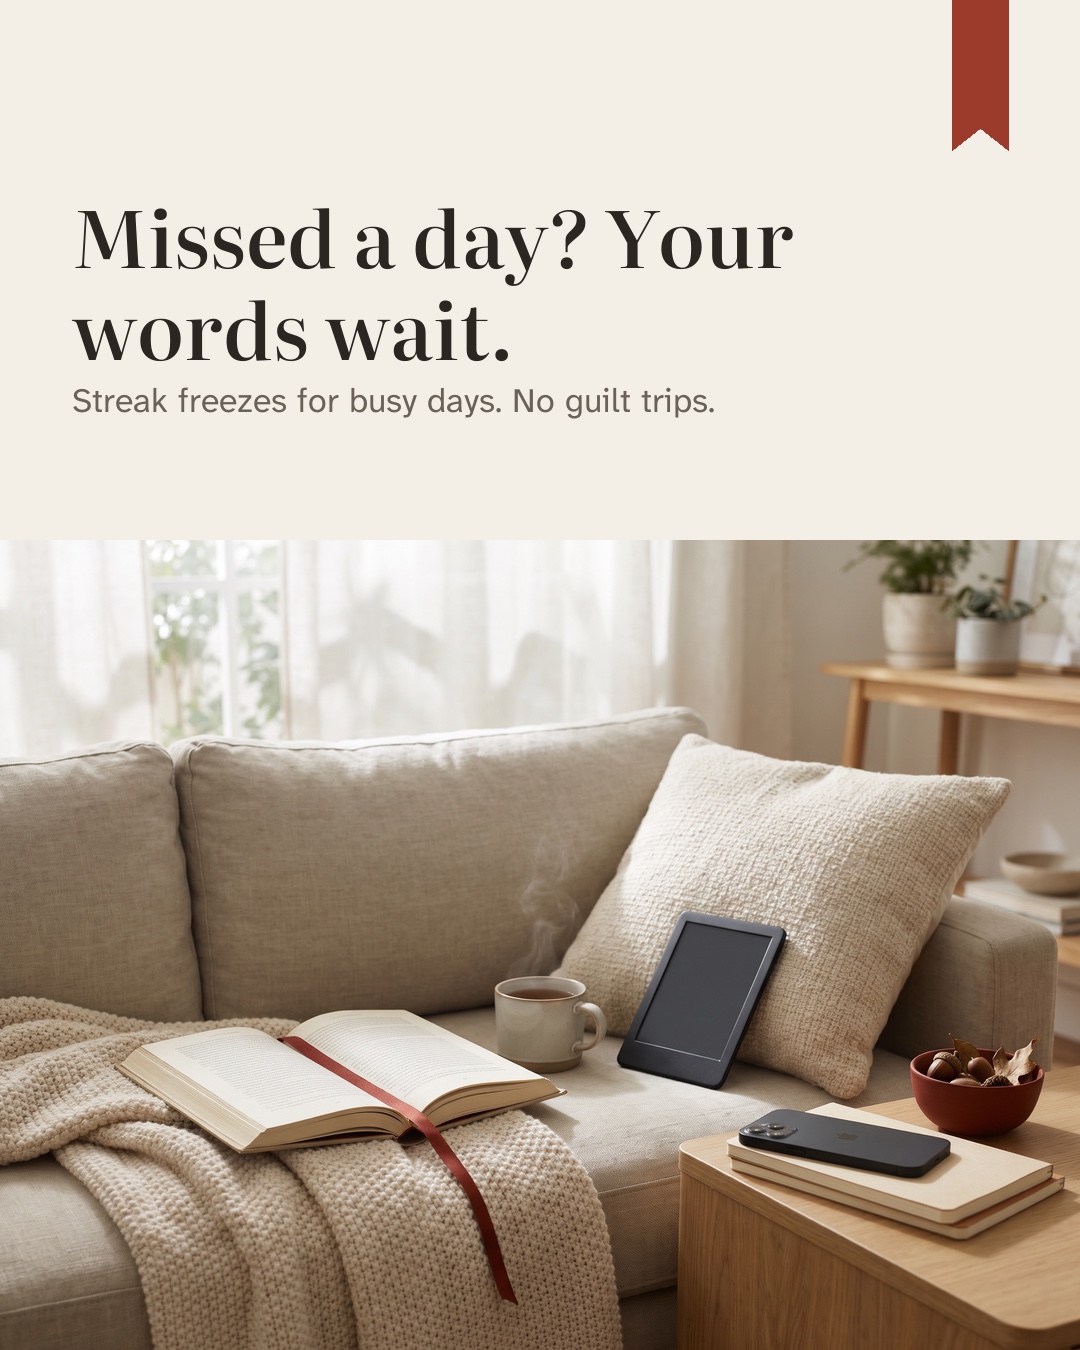 Missed a day? Your
words wait.
Streak freezes for busy days. No guilt trips.